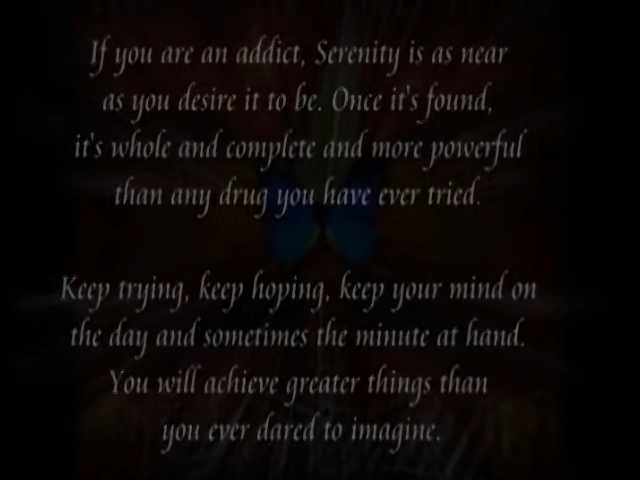 If you are an addict, Serenity is as near
as you desire it to be. Once it's found,
it's whole and complete and more powerful
than any drug you have ever tried.
Keep trying, keep hoping, keep your mind on
the day and sometimes the minute at hand.
You will achieve greater things than
you ever dared to imagine.